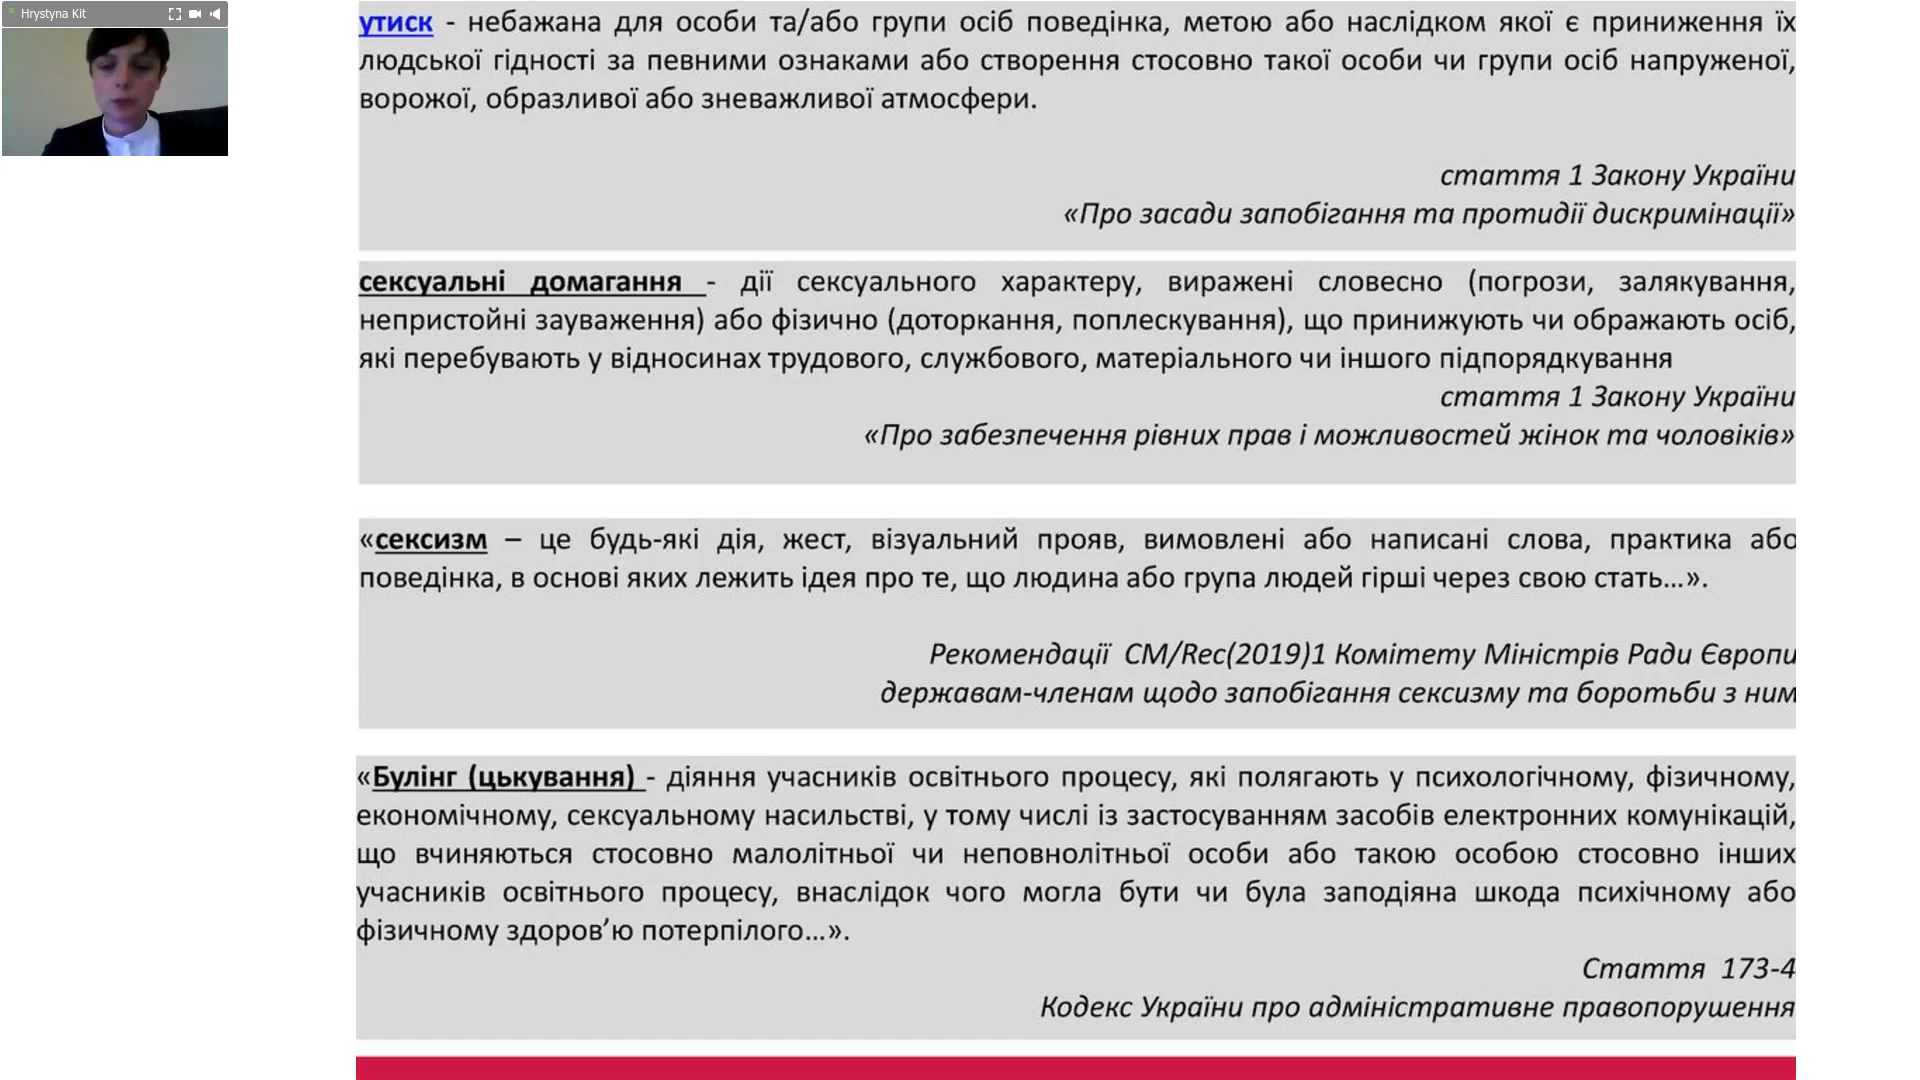 Hrystyna Kit
утиск - небажана для особи та/або групи осіб поведінка, метою або наслідком якої є приниження їх
людської гідності за певними ознаками або створення стосовно такої особи чи групи осіб напруженої,
ворожої, образливої або зневажливої атмосфери.
стаття 1 Закону України
«Про засади запобігання та протидії дискримінації»
сексуальні домагання - дії сексуального характеру, виражені словесно (погрози, залякування,
непристойні зауваження) або фізично (доторкання, поплескування), що принижують чи ображають осіб,
які перебувають у відносинах трудового, службового, матеріального чи іншого підпорядкування
стаття 1 Закону України
«Про забезпечення рівних прав і можливостей жінок та чоловіків»
«сексизм – це будь-які дія, жест, візуальний прояв, вимовлені або написані слова, практика або
поведінка, в основі яких лежить ідея про те, що людина або група людей гірші через свою стать…».
Рекомендації CM/Rec(2019)1 Комітету Міністрів Ради Європи
державам-членам щодо запобігання сексизму та боротьби з ним
«Булінг (цькування) - діяння учасників освітнього процесу, які полягають у психологічному, фізичному,
економічному, сексуальному насильстві, у тому числі із застосуванням засобів електронних комунікацій,
що вчиняються стосовно малолітньої чи неповнолітньої особи або такою особою стосовно інших
учасників освітнього процесу, внаслідок чого могла бути чи була заподіяна шкода психічному або
фізичному здоров’ю потерпілого…».
Стаття 173-4
Кодекс України про адміністративне правопорушення